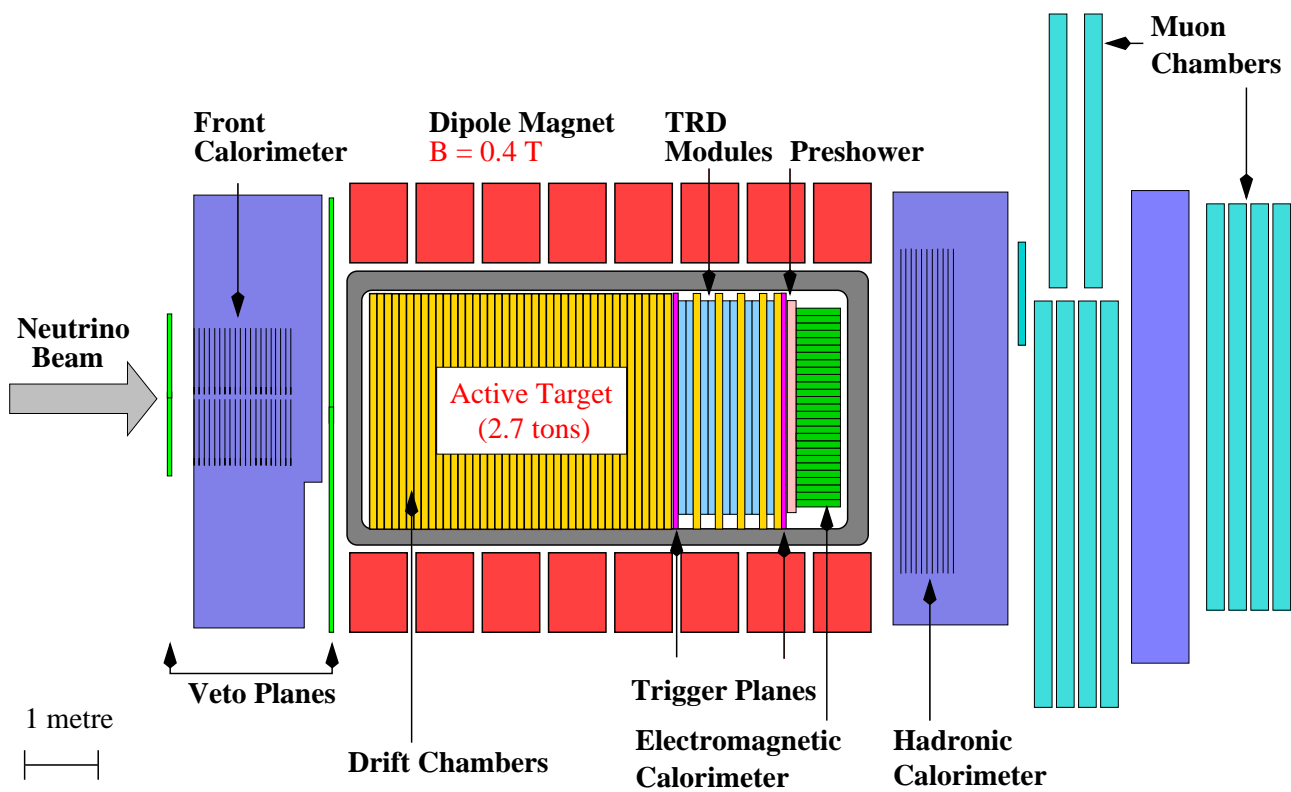 Muon
Chambers
Front
Calorimeter
Dipole Magnet
B = 0.4 T
TRD
Modules
Preshower
Neutrino
Beam
Active Target
(2.7 tons)
Veto Planes
Trigger Planes
1 metre
Drift Chambers
Electromagnetic
Calorimeter
Hadronic
Calorimeter